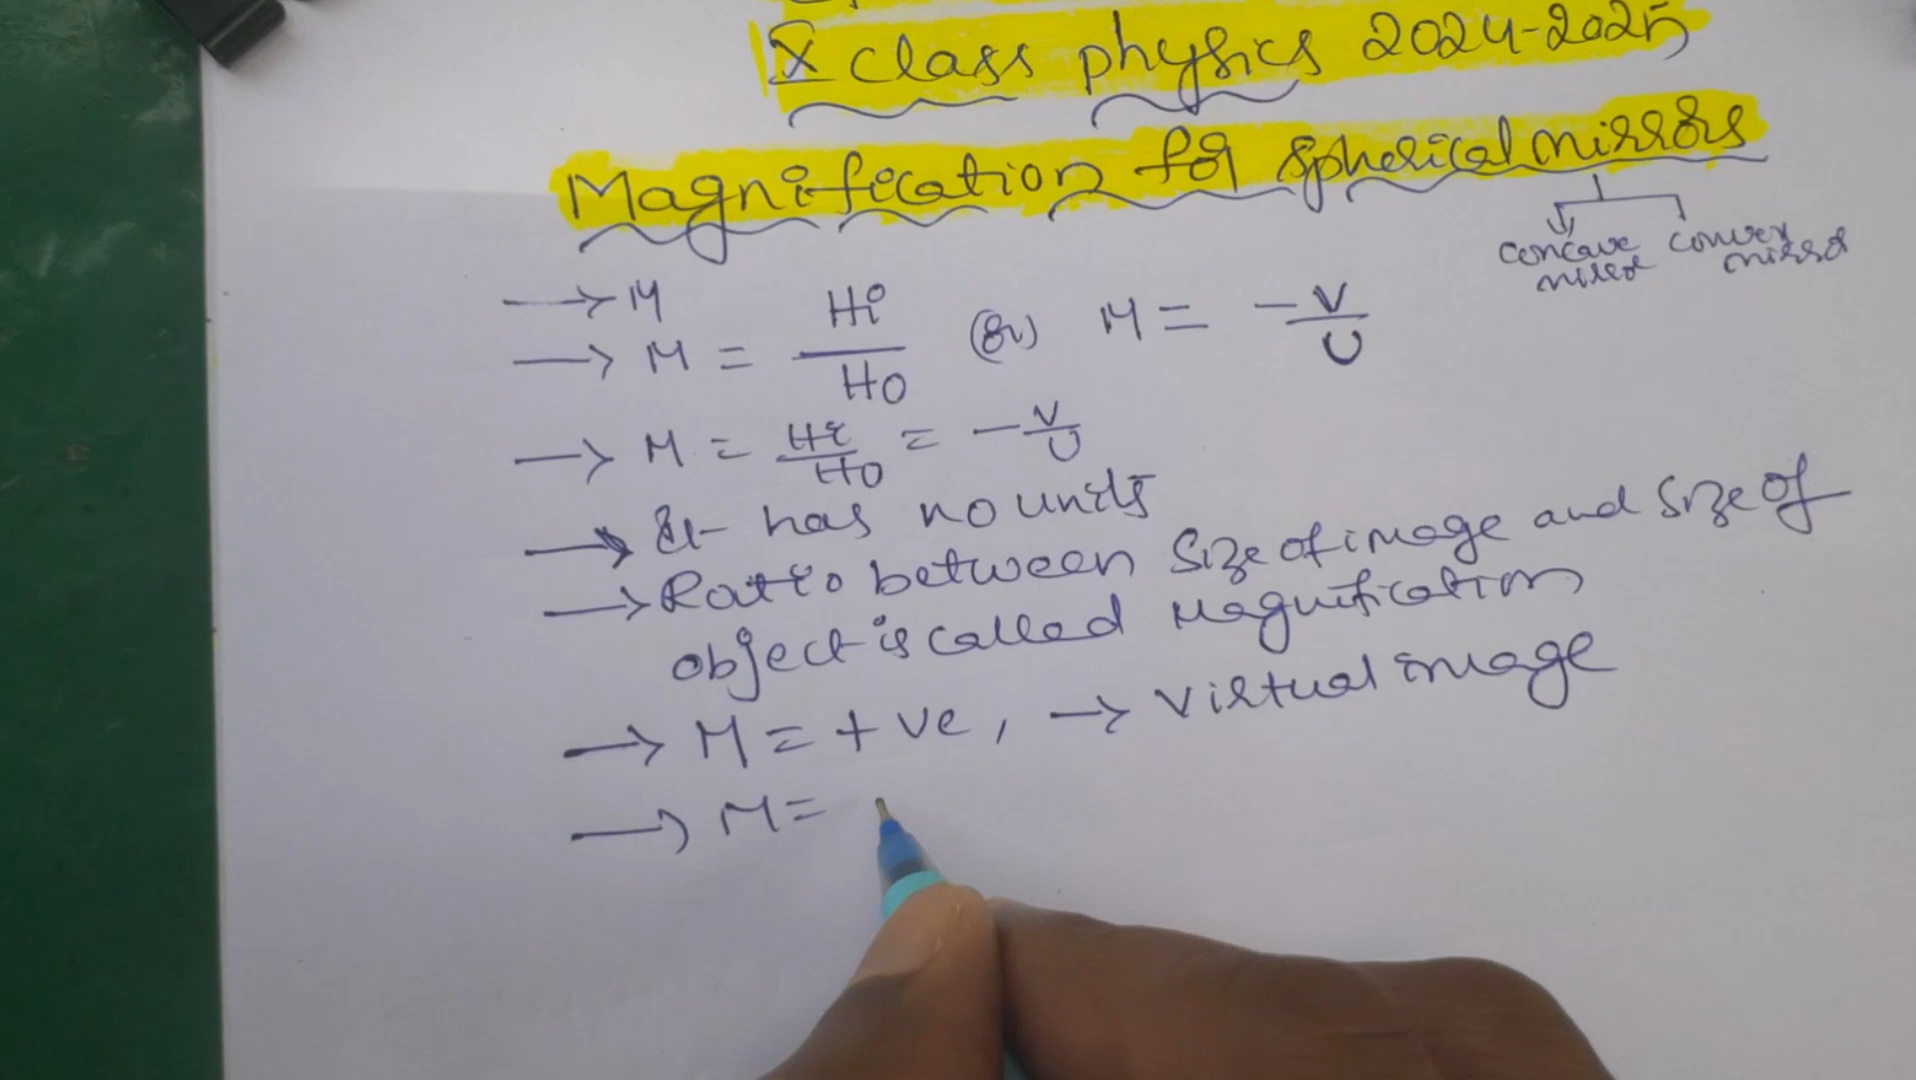 X class physics 2024-2025
Magnification for spherical mirrors
concave mirror convex mirror
→ M
→ M = Hi/HO (or) M = -V/U
→ M = Hi/HO = -V/U
→ It has no units
→ Ratio between size of image and size of
object is called Magnification
→ M = +ve, → Virtual image
→ M =